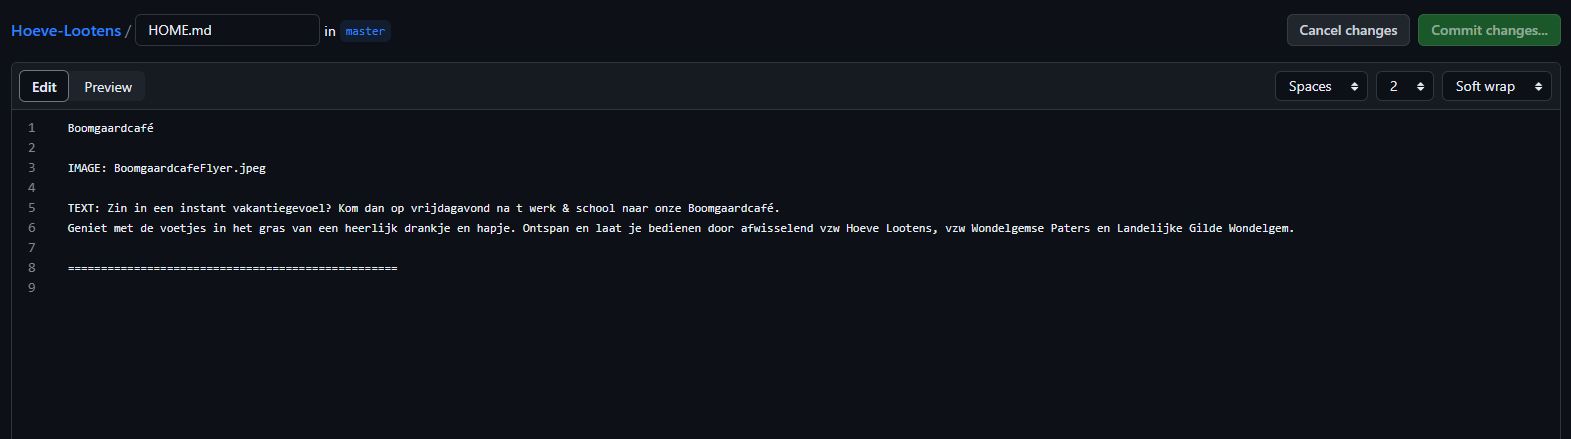 Hoeve-Lootens / HOME.md in master
Cancel changes
Commit changes...
Edit
Preview
Spaces
2
Soft wrap
1 Boomgaardcafé
2
3 IMAGE: BoomgaardcafeFlyer.jpeg
4
5 TEXT: Zin in een instant vakantiegevoel? Kom dan op vrijdagavond na t werk & school naar onze Boomgaardcafé.
6 Geniet met de voetjes in het gras van een heerlijk drankje en hapje. Ontspan en laat je bedienen door afwisselend vzw Hoeve Lootens, vzw Wondelgemse Paters en Landelijke Gilde Wondelgem.
7
8 ==================================================
9